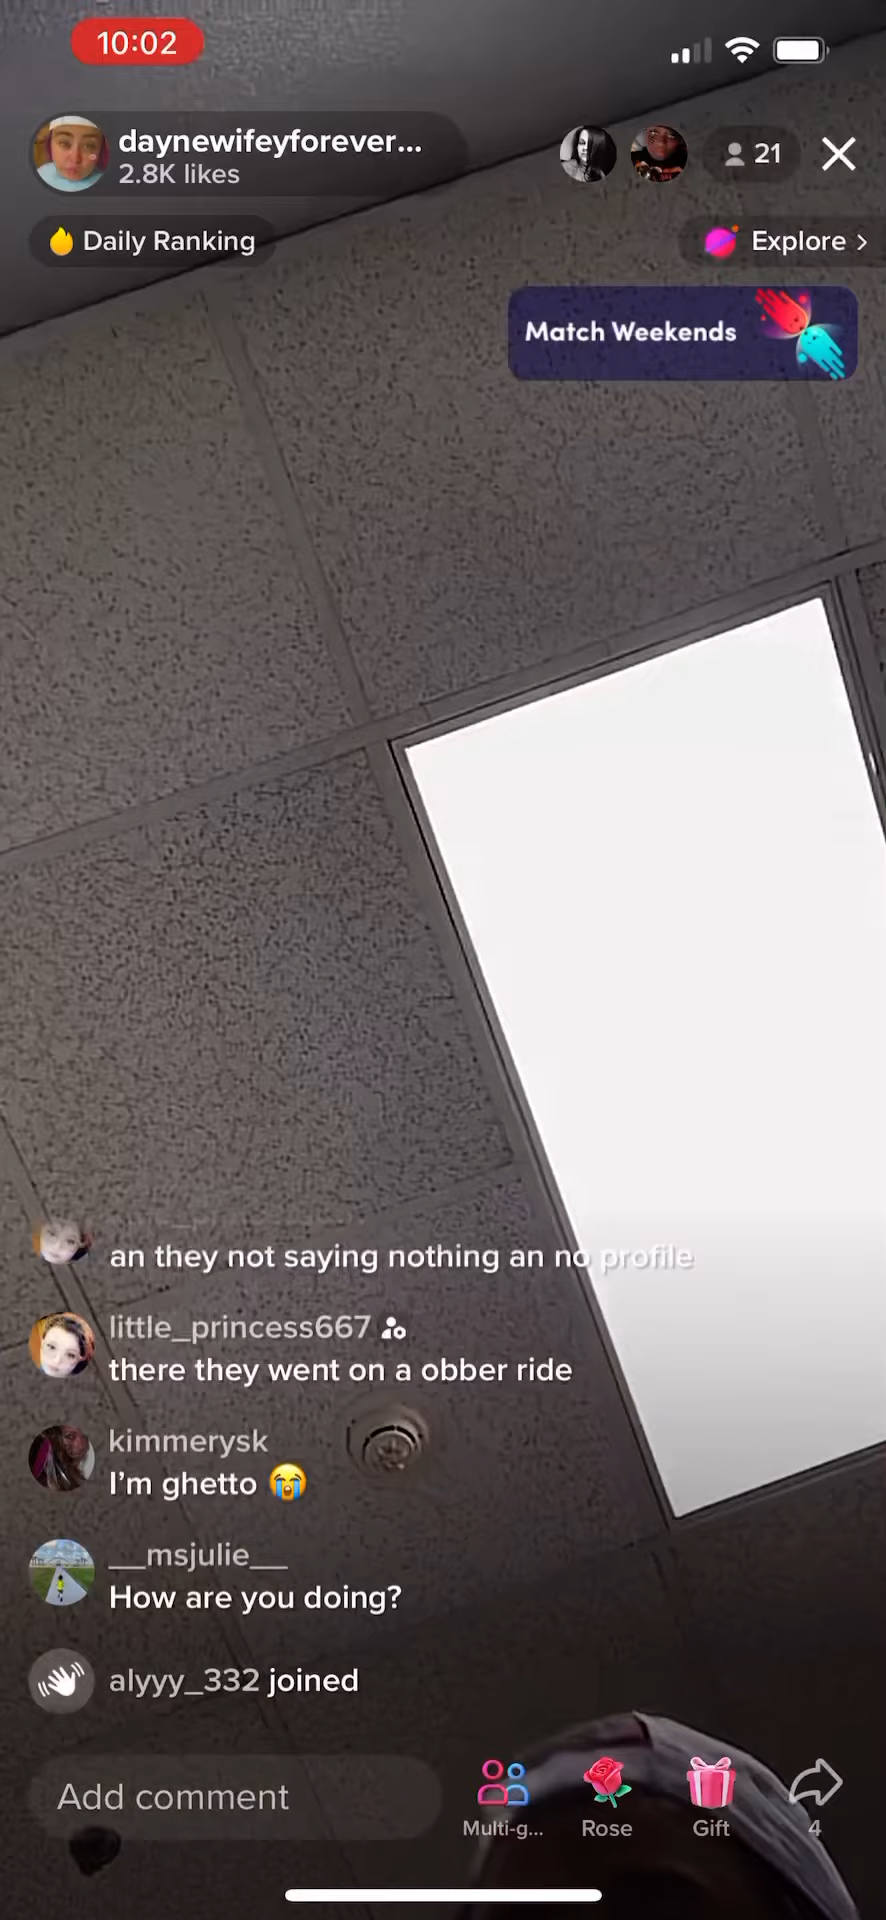 10:02
daynewifeyforever...
2.8K likes
21
Daily Ranking
Explore >
Match Weekends
an they not saying nothing an no profile
little_princess667
there they went on a obber ride
kimmerysk
I'm ghetto 😭
__msjulie__
How are you doing?
alyyy_332 joined
Add comment
Multi-g...
Rose
Gift
4